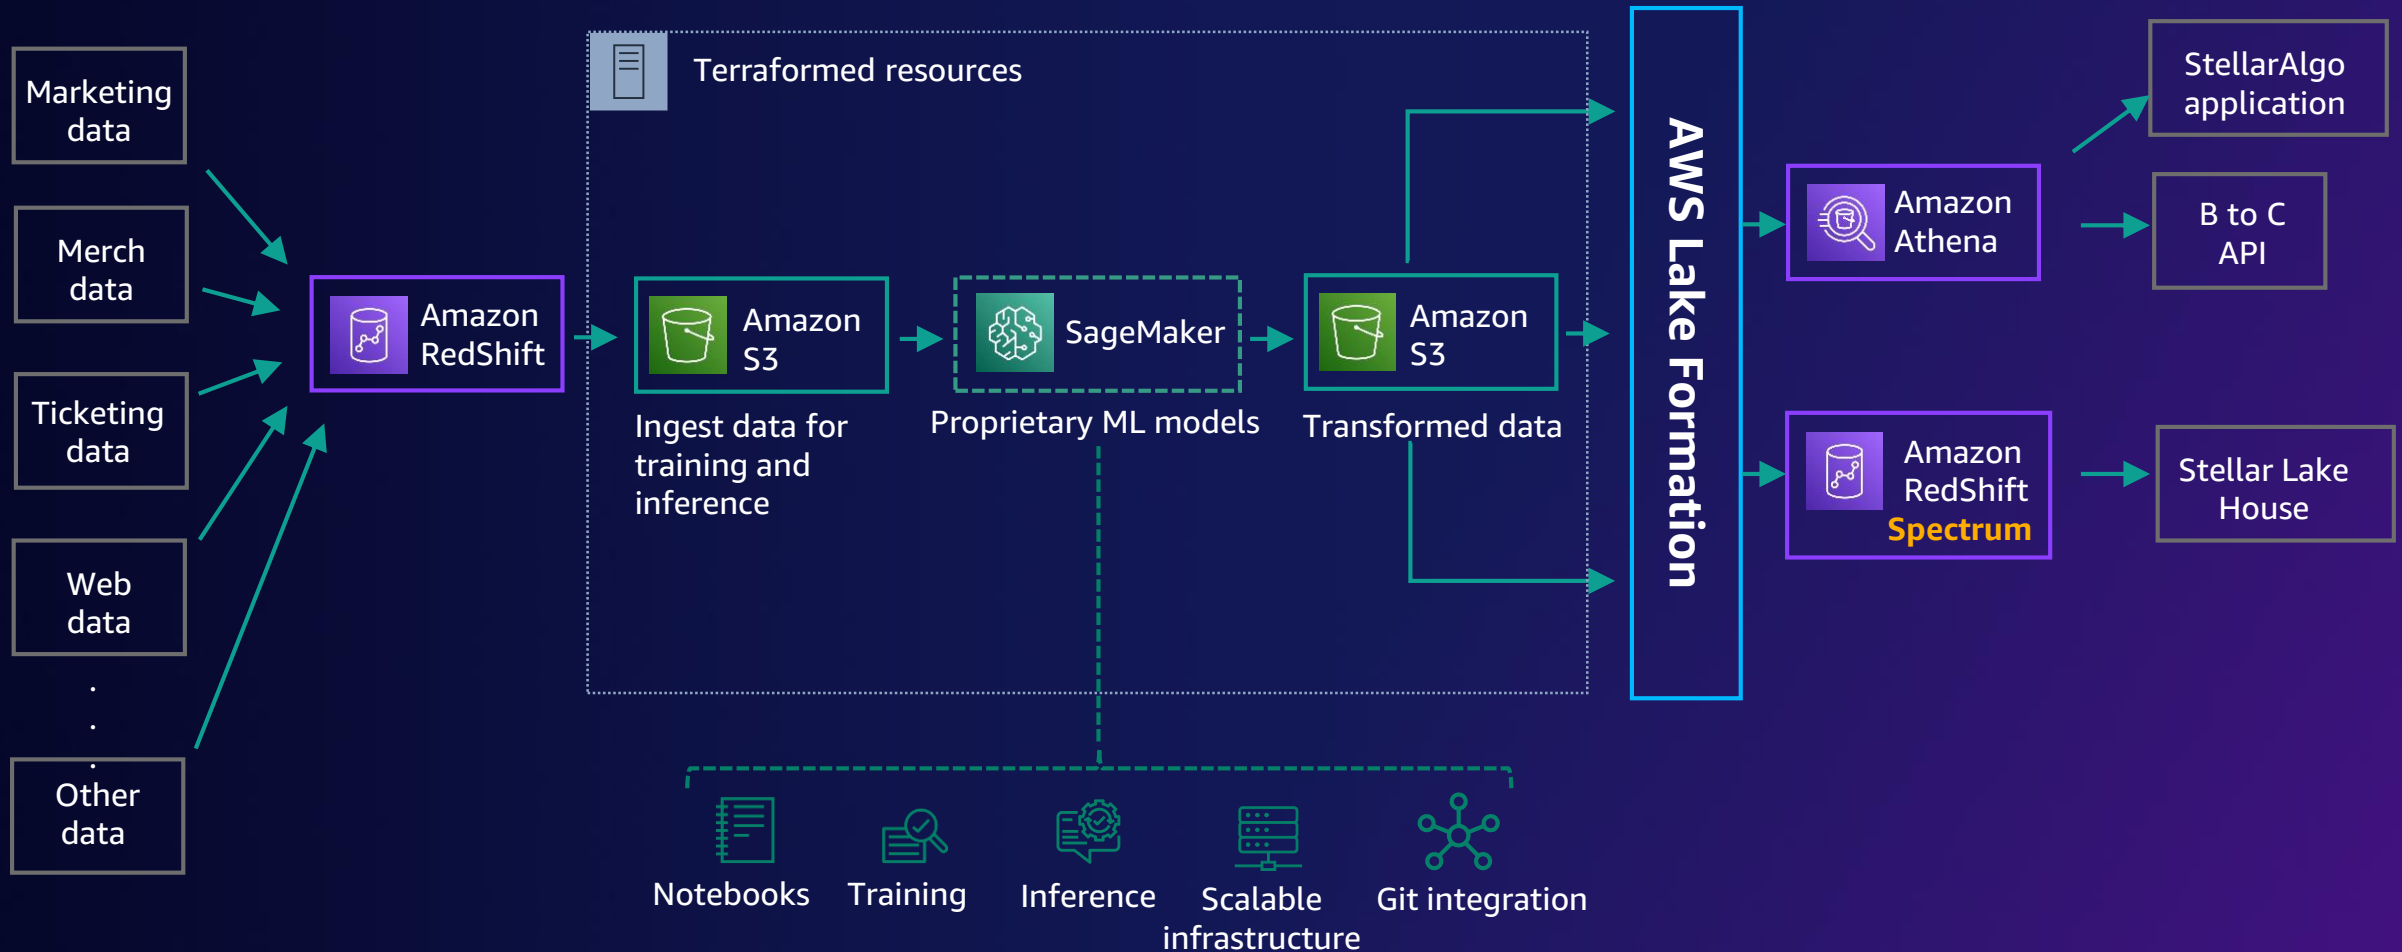 Marketing
data
Merch
data
Ticketing
data
Web
data
.
.
.
Other
data
Amazon
RedShift
Terraformed resources
Amazon
S3
Ingest data for
training and
inference
SageMaker
Proprietary ML models
Amazon
S3
Transformed data
Notebooks
Training
Inference
Scalable
infrastructure
Git integration
AWS Lake Formation
Amazon
Athena
Amazon
RedShift
Spectrum
StellarAlgo
application
B to C
API
Stellar Lake
House